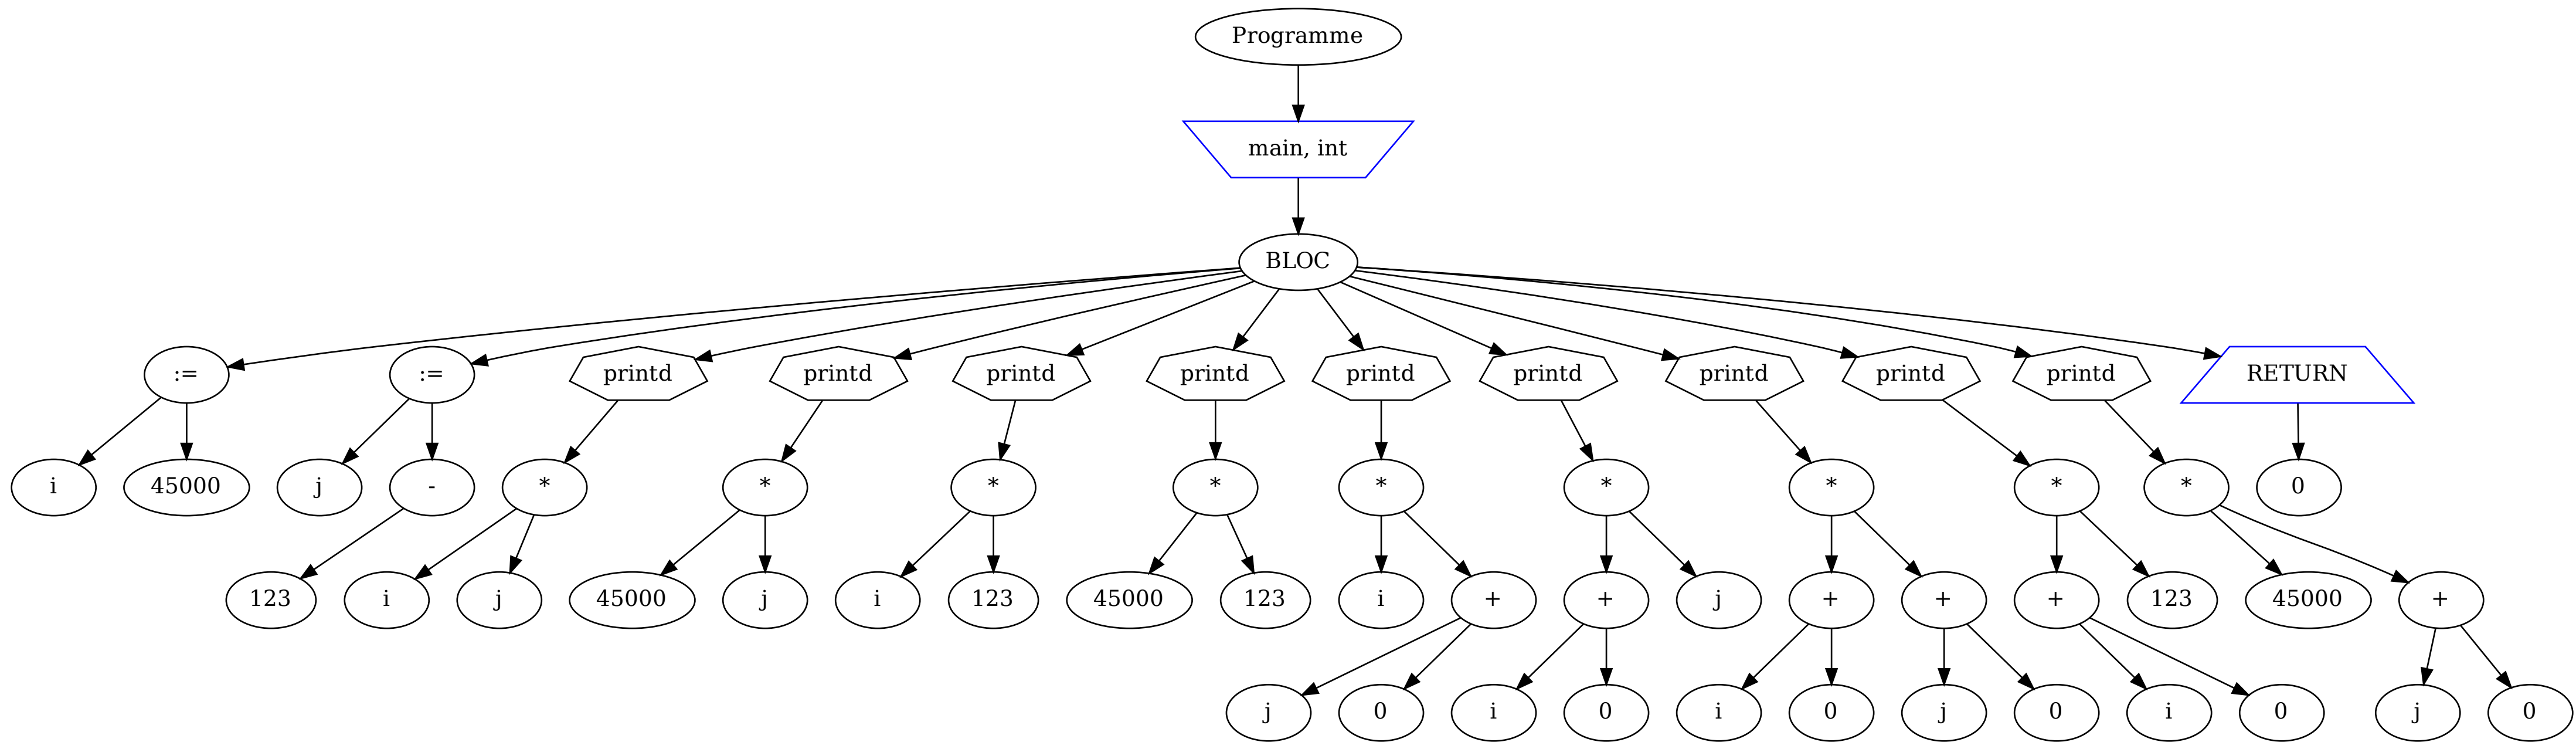 Programme
main, int
BLOC
:= := printd printd printd printd printd printd printd printd printd RETURN
i 45000 j - * * * * * * * * * 0
123 i j 45000 j i 123 45000 123 i + + j + + + 123 45000 +
j 0 i 0 i 0 j 0 i 0 j 0